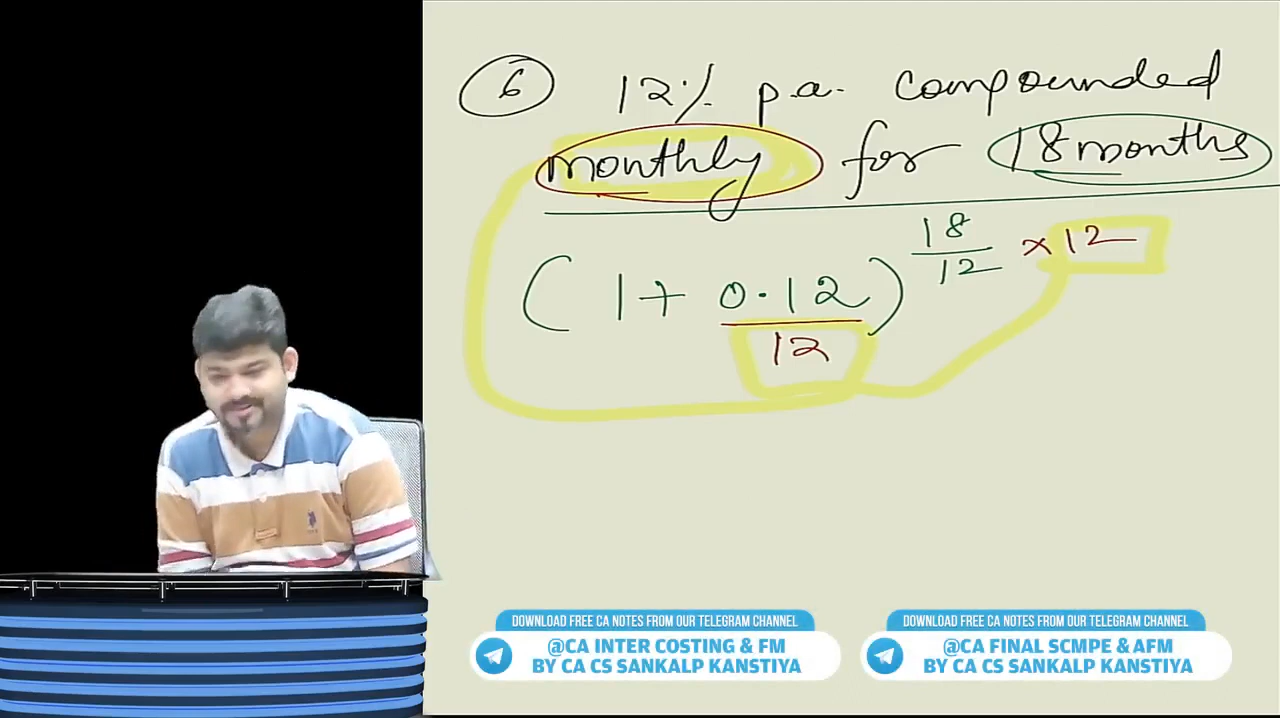 6 12% p.a. compounded
monthly for 18 months
(1 + 0.12/12)^(18/12 × 12)
DOWNLOAD FREE CA NOTES FROM OUR TELEGRAM CHANNEL
@CA INTER COSTING & FM
BY CA CS SANKALP KANSTIYA
DOWNLOAD FREE CA NOTES FROM OUR TELEGRAM CHANNEL
@CA FINAL SCMPE & AFM
BY CA CS SANKALP KANSTIYA